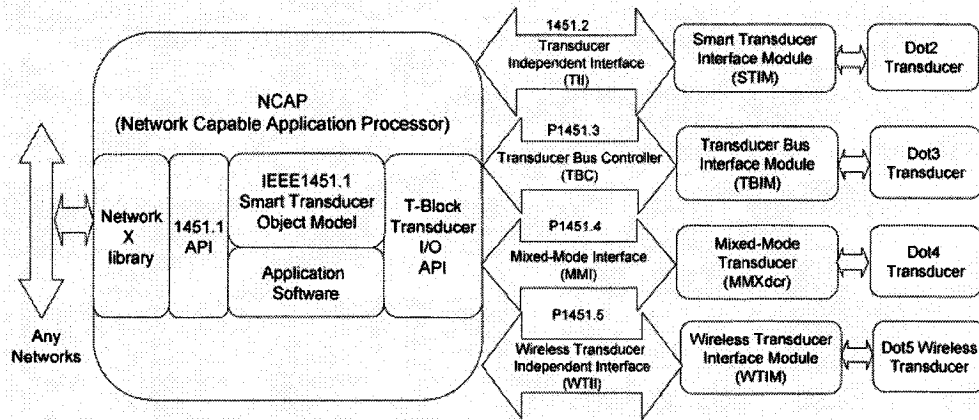 NCAP
(Network Capable Application Processor)
Any
Networks
Network
X
library
1451.1
API
IEEE1451.1
Smart Transducer
Object Model
Application
Software
T-Block
Transducer
I/O
API
1451.2
Transducer
Independent Interface
(TII)
Smart Transducer
Interface Module
(STIM)
Dot2
Transducer
P1451.3
Transducer Bus Controller
(TBC)
Transducer Bus
Interface Module
(TBIM)
Dot3
Transducer
P1451.4
Mixed-Mode Interface
(MMI)
Mixed-Mode
Transducer
(MMXdcr)
Dot4
Transducer
P1451.5
Wireless Transducer
Independent Interface
(WTII)
Wireless Transducer
Interface Module
(WTIM)
Dot5 Wireless
Transducer